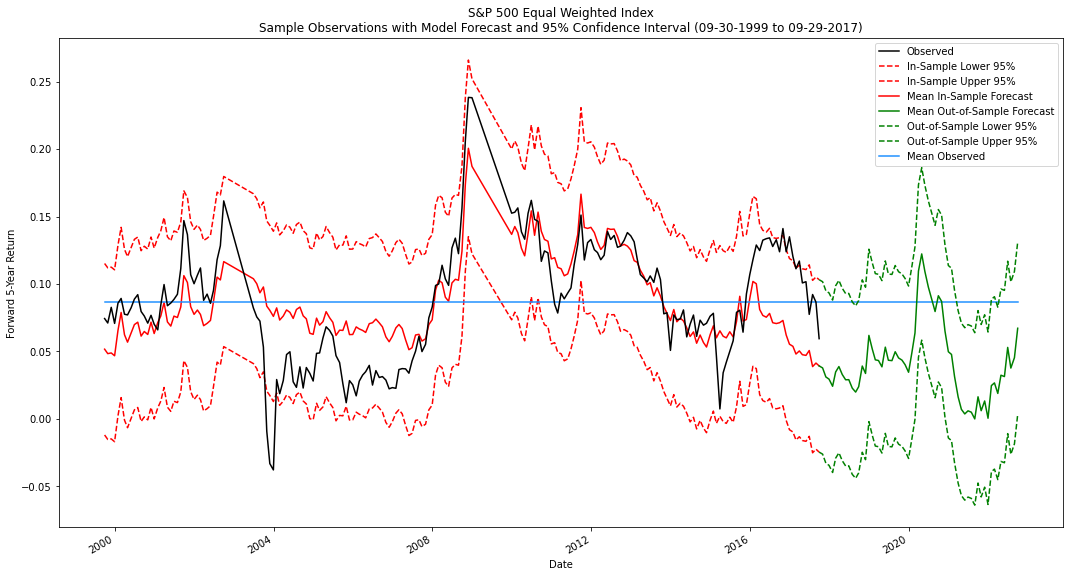 S&P 500 Equal Weighted Index
Sample Observations with Model Forecast and 95% Confidence Interval (09-30-1999 to 09-29-2017)
Observed
In-Sample Lower 95%
In-Sample Upper 95%
Mean In-Sample Forecast
Mean Out-of-Sample Forecast
Out-of-Sample Lower 95%
Out-of-Sample Upper 95%
Mean Observed
Forward 5-Year Return
0.25
0.20
0.15
0.10
0.05
0.00
−0.05
2000
2004
2008
2012
2016
2020
Date